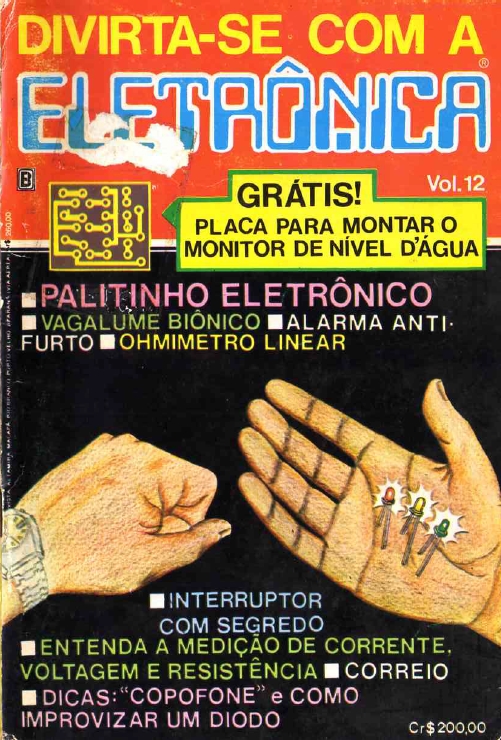 DIVIRTA-SE COM A
ELETRÔNICA®
B
Vol. 12
GRÁTIS!
PLACA PARA MONTAR O
MONITOR DE NÍVEL D'ÁGUA
PALITINHO ELETRÔNICO
VAGALUME BIÔNICO ■ ALARMA ANTI-
FURTO ■ OHMIMETRO LINEAR
INTERRUPTOR
COM SEGREDO
ENTENDA A MEDIÇÃO DE CORRENTE,
VOLTAGEM E RESISTÊNCIA ■ CORREIO
DICAS: "COPOFONE" e COMO
IMPROVIZAR UM DIODO
Cr$200,00